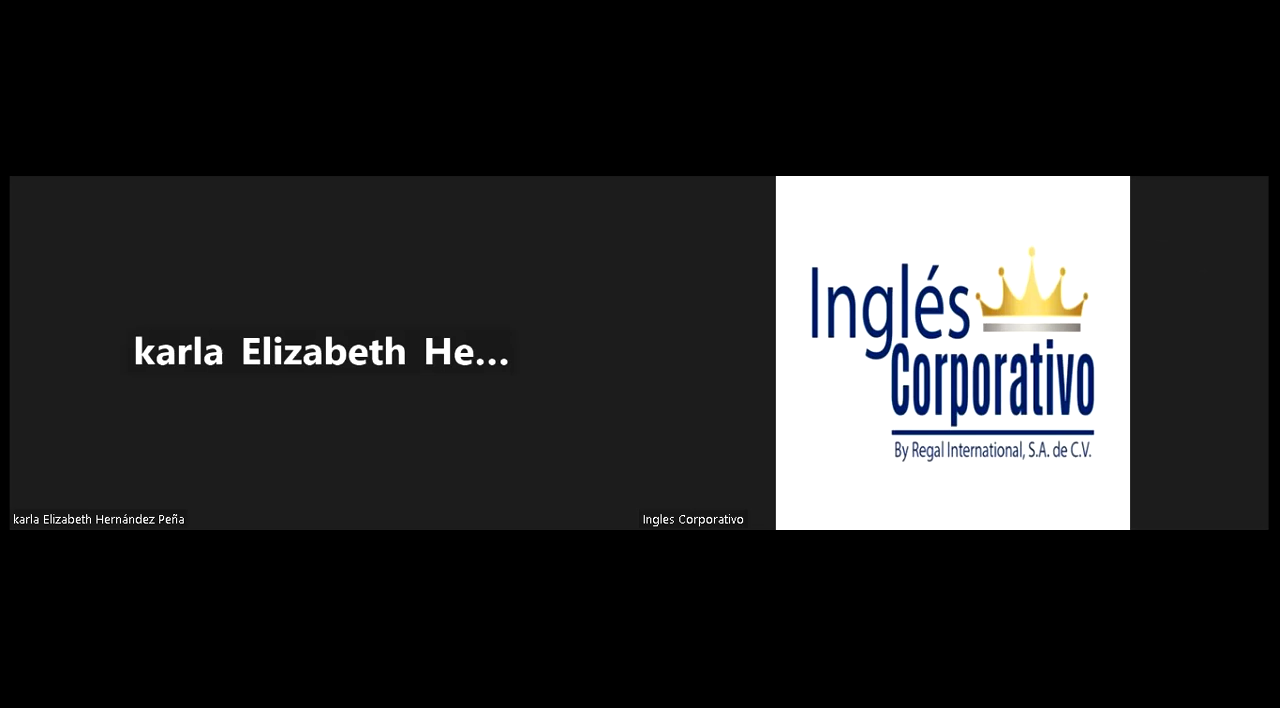 karla Elizabeth He...
karla Elizabeth Hernández Peña
Inglés
Corporativo
By Regal International, S.A. de C.V.
Ingles Corporativo